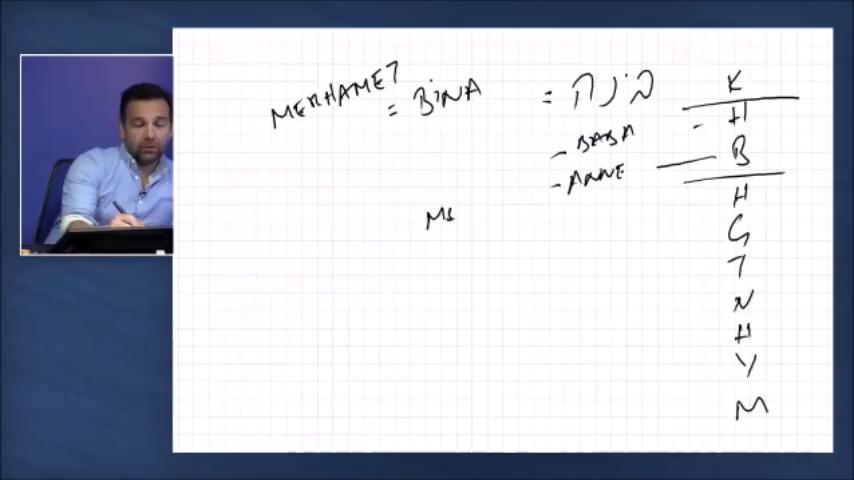 MERHAMET
= BİNA = בינה
- BABA
- ANNE
K
- H
B
H
G
T
N
H
Y
M